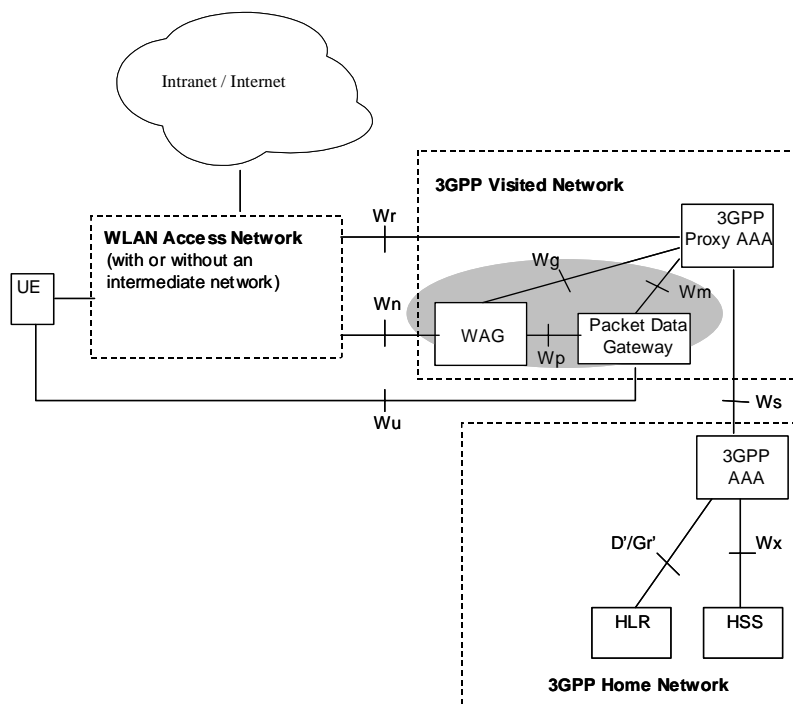 Intranet / Internet
3GPP Visited Network
3GPP
Proxy AAA
Wr
WLAN Access Network
(with or without an
intermediate network)
UE
Wg
Wm
Wn
WAG
Wp
Packet Data
Gateway
Wu
Ws
3GPP
AAA
D'/Gr'
Wx
HLR
HSS
3GPP Home Network